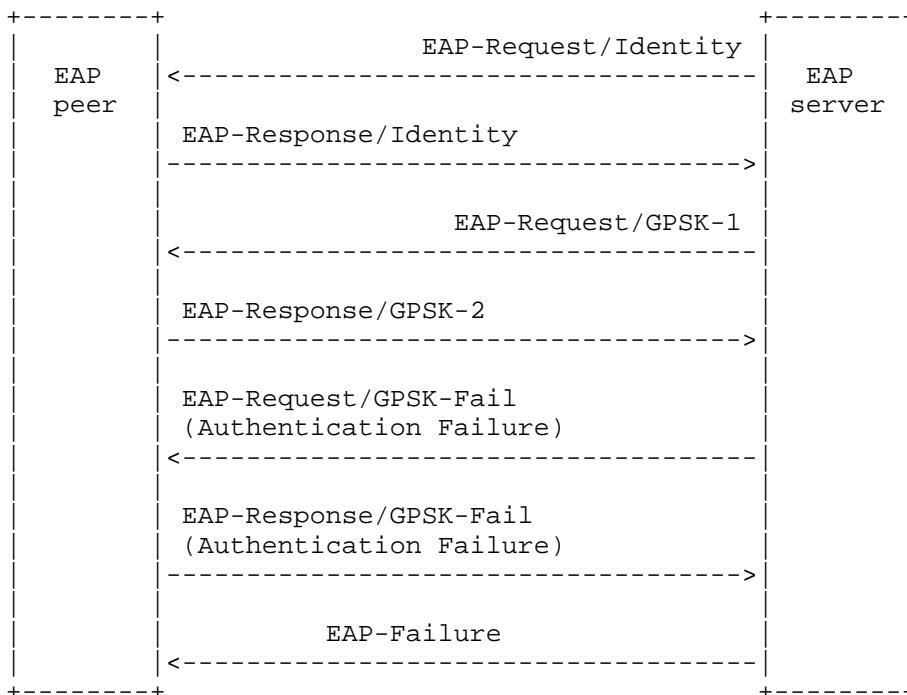 EAP-Request/Identity
EAP
EAP
peer
server
EAP-Response/Identity
EAP-Request/GPSK-1
EAP-Response/GPSK-2
EAP-Request/GPSK-Fail
(Authentication Failure)
EAP-Response/GPSK-Fail
(Authentication Failure)
EAP-Failure